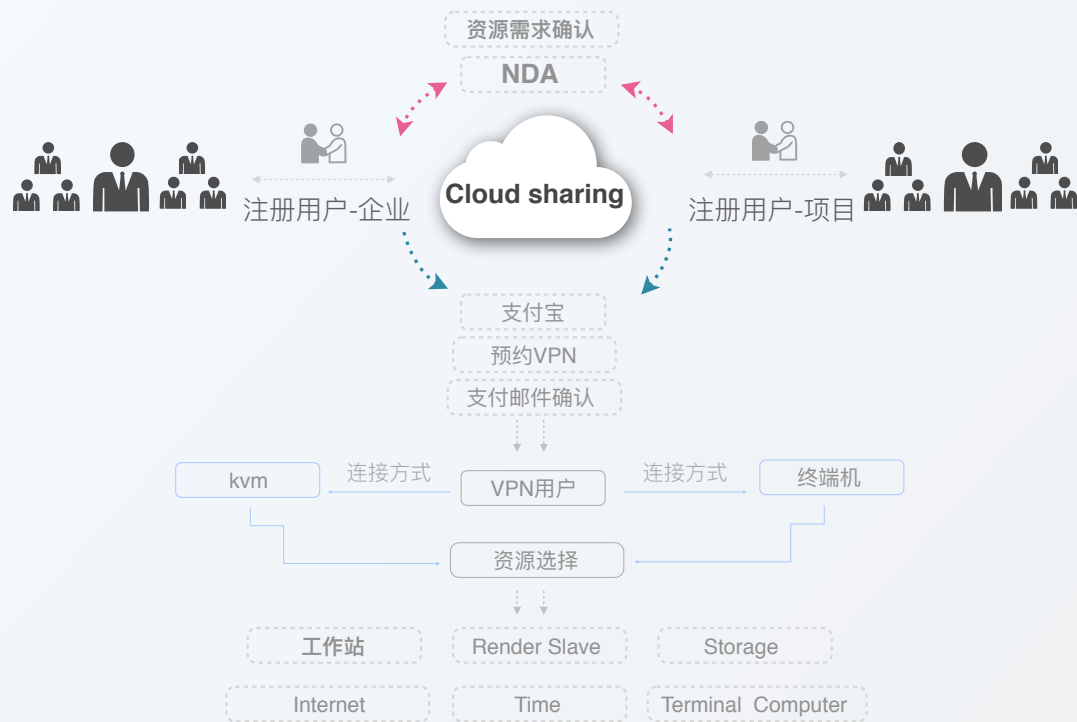 资源需求确认
NDA
Cloud sharing
注册用户-企业
注册用户-项目
支付宝
预约VPN
支付邮件确认
kvm
连接方式
VPN用户
连接方式
终端机
资源选择
工作站
Render Slave
Storage
Internet
Time
Terminal Computer